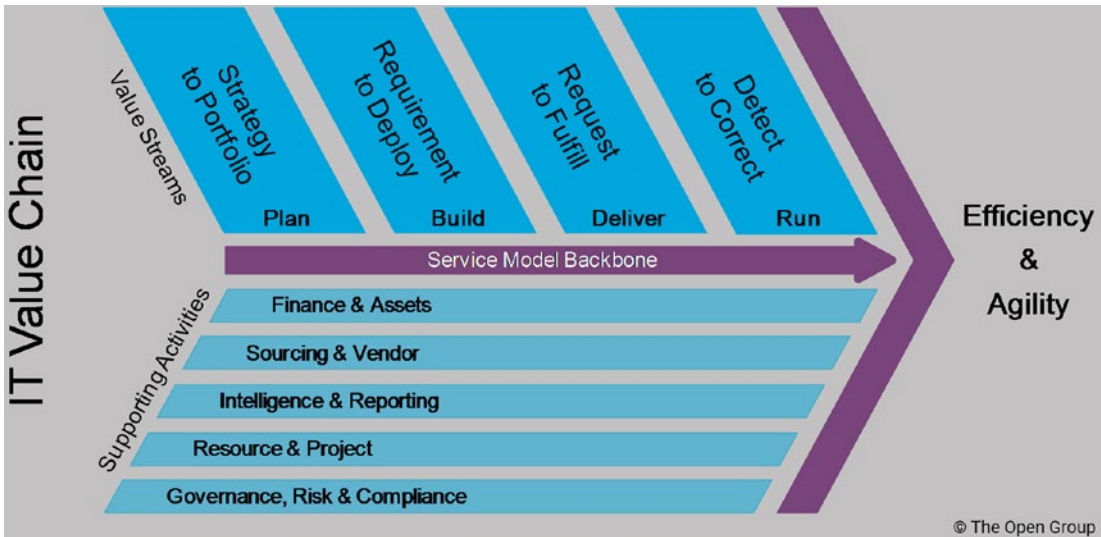 IT Value Chain
Value Streams
Strategy
to Portfolio
Plan
Requirement
to Deploy
Build
Request
to Fulfill
Deliver
Detect
to Correct
Run
Service Model Backbone
Efficiency
&
Agility
Supporting Activities
Finance & Assets
Sourcing & Vendor
Intelligence & Reporting
Resource & Project
Governance, Risk & Compliance
© The Open Group